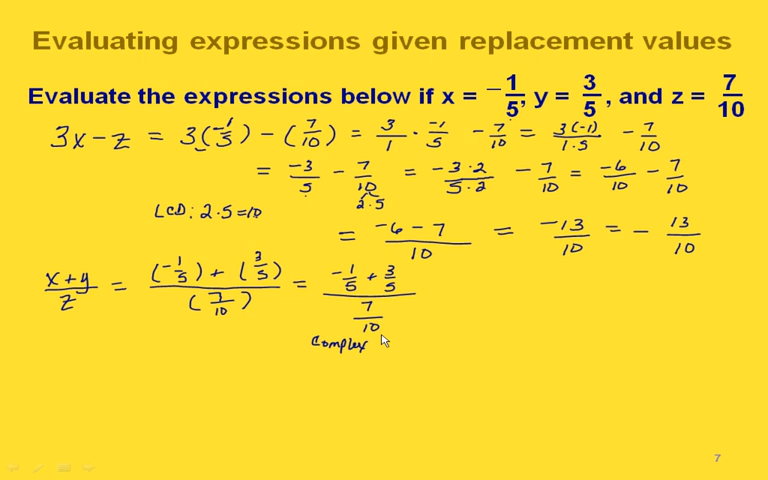 Evaluating expressions given replacement values
Evaluate the expressions below if x = −1/5, y = 3/5, and z = 7/10
3x − z = 3(−1/5) − (7/10) = 3/1 · −1/5 − 7/10 = 3(−1)/1·5 − 7/10
= −3/5 − 7/10 = −3·2/5·2 − 7/10 = −6/10 − 7/10
2·5
LCD: 2·5=10
= −6−7/10 = −13/10 = − 13/10
x+y/z = (−1/5) + (3/5)/(7/10) = −1/5 + 3/5/7/10
Complex
7